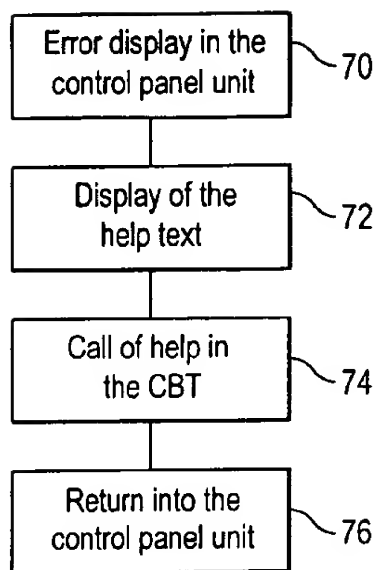 Error display in the
control panel unit
70
Display of the
help text
72
Call of help in
the CBT
74
Return into the
control panel unit
76